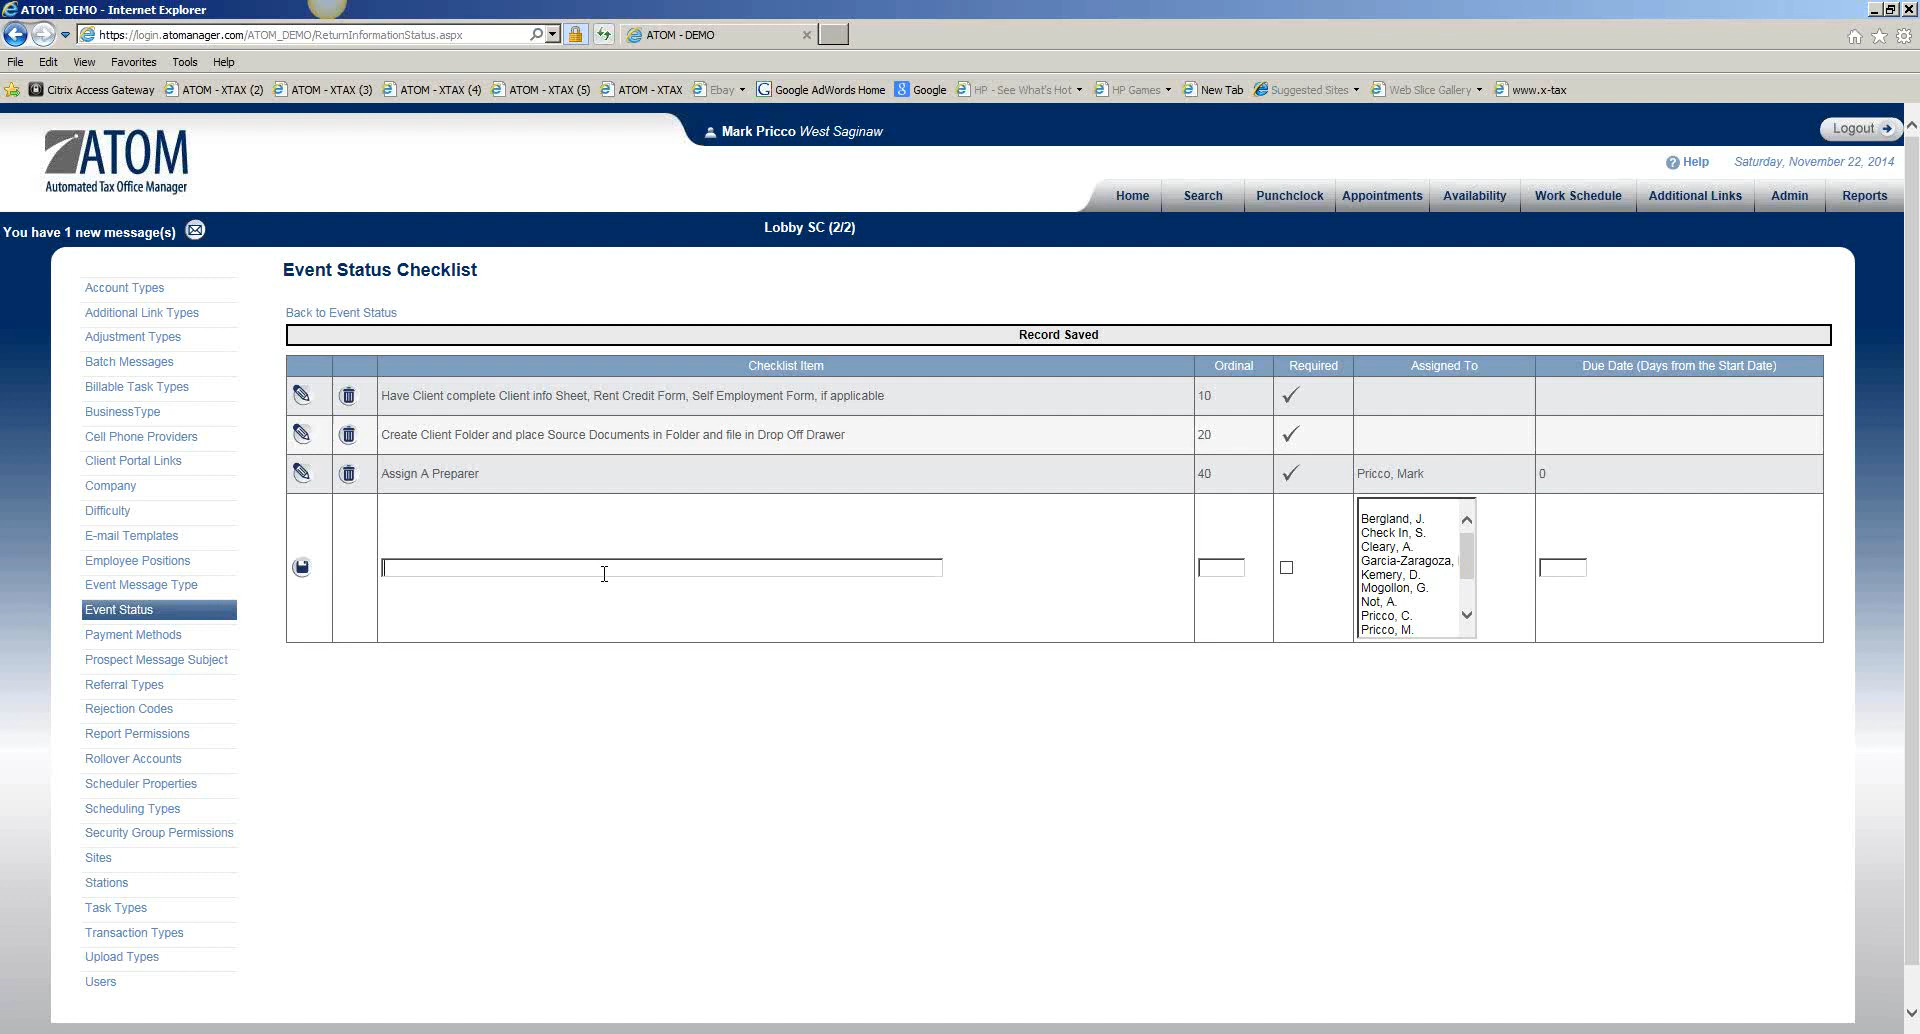 ATOM - DEMO - Internet Explorer
https://login.atomanager.com/ATOM_DEMO/ReturnInformationStatus.aspx
ATOM - DEMO
File Edit View Favorites Tools Help
Citrix Access Gateway ATOM - XTAX (2) ATOM - XTAX (3) ATOM - XTAX (4) ATOM - XTAX (5) ATOM - XTAX Ebay Google AdWords Home Google HP - See What's Hot HP Games New Tab Suggested Sites Web Slice Gallery www.x-tax
ATOM
Automated Tax Office Manager
Mark Pricco West Saginaw
Logout
Help Saturday, November 22, 2014
Home Search Punchclock Appointments Availability Work Schedule Additional Links Admin Reports
You have 1 new message(s)
Lobby SC (2/2)
Account Types
Additional Link Types
Adjustment Types
Batch Messages
Billable Task Types
BusinessType
Cell Phone Providers
Client Portal Links
Company
Difficulty
E-mail Templates
Employee Positions
Event Message Type
Event Status
Payment Methods
Prospect Message Subject
Referral Types
Rejection Codes
Report Permissions
Rollover Accounts
Scheduler Properties
Scheduling Types
Security Group Permissions
Sites
Stations
Task Types
Transaction Types
Upload Types
Users
Event Status Checklist
Back to Event Status
Record Saved
Checklist Item Ordinal Required Assigned To Due Date (Days from the Start Date)
Have Client complete Client info Sheet, Rent Credit Form, Self Employment Form, if applicable 10
Create Client Folder and place Source Documents in Folder and file in Drop Off Drawer 20
Assign A Preparer 40 Pricco, Mark 0
Bergland, J.
Check In, S.
Cleary, A.
Garcia-Zaragoza,
Kemery, D.
Mogollon, G.
Not, A.
Pricco, C.
Pricco, M.